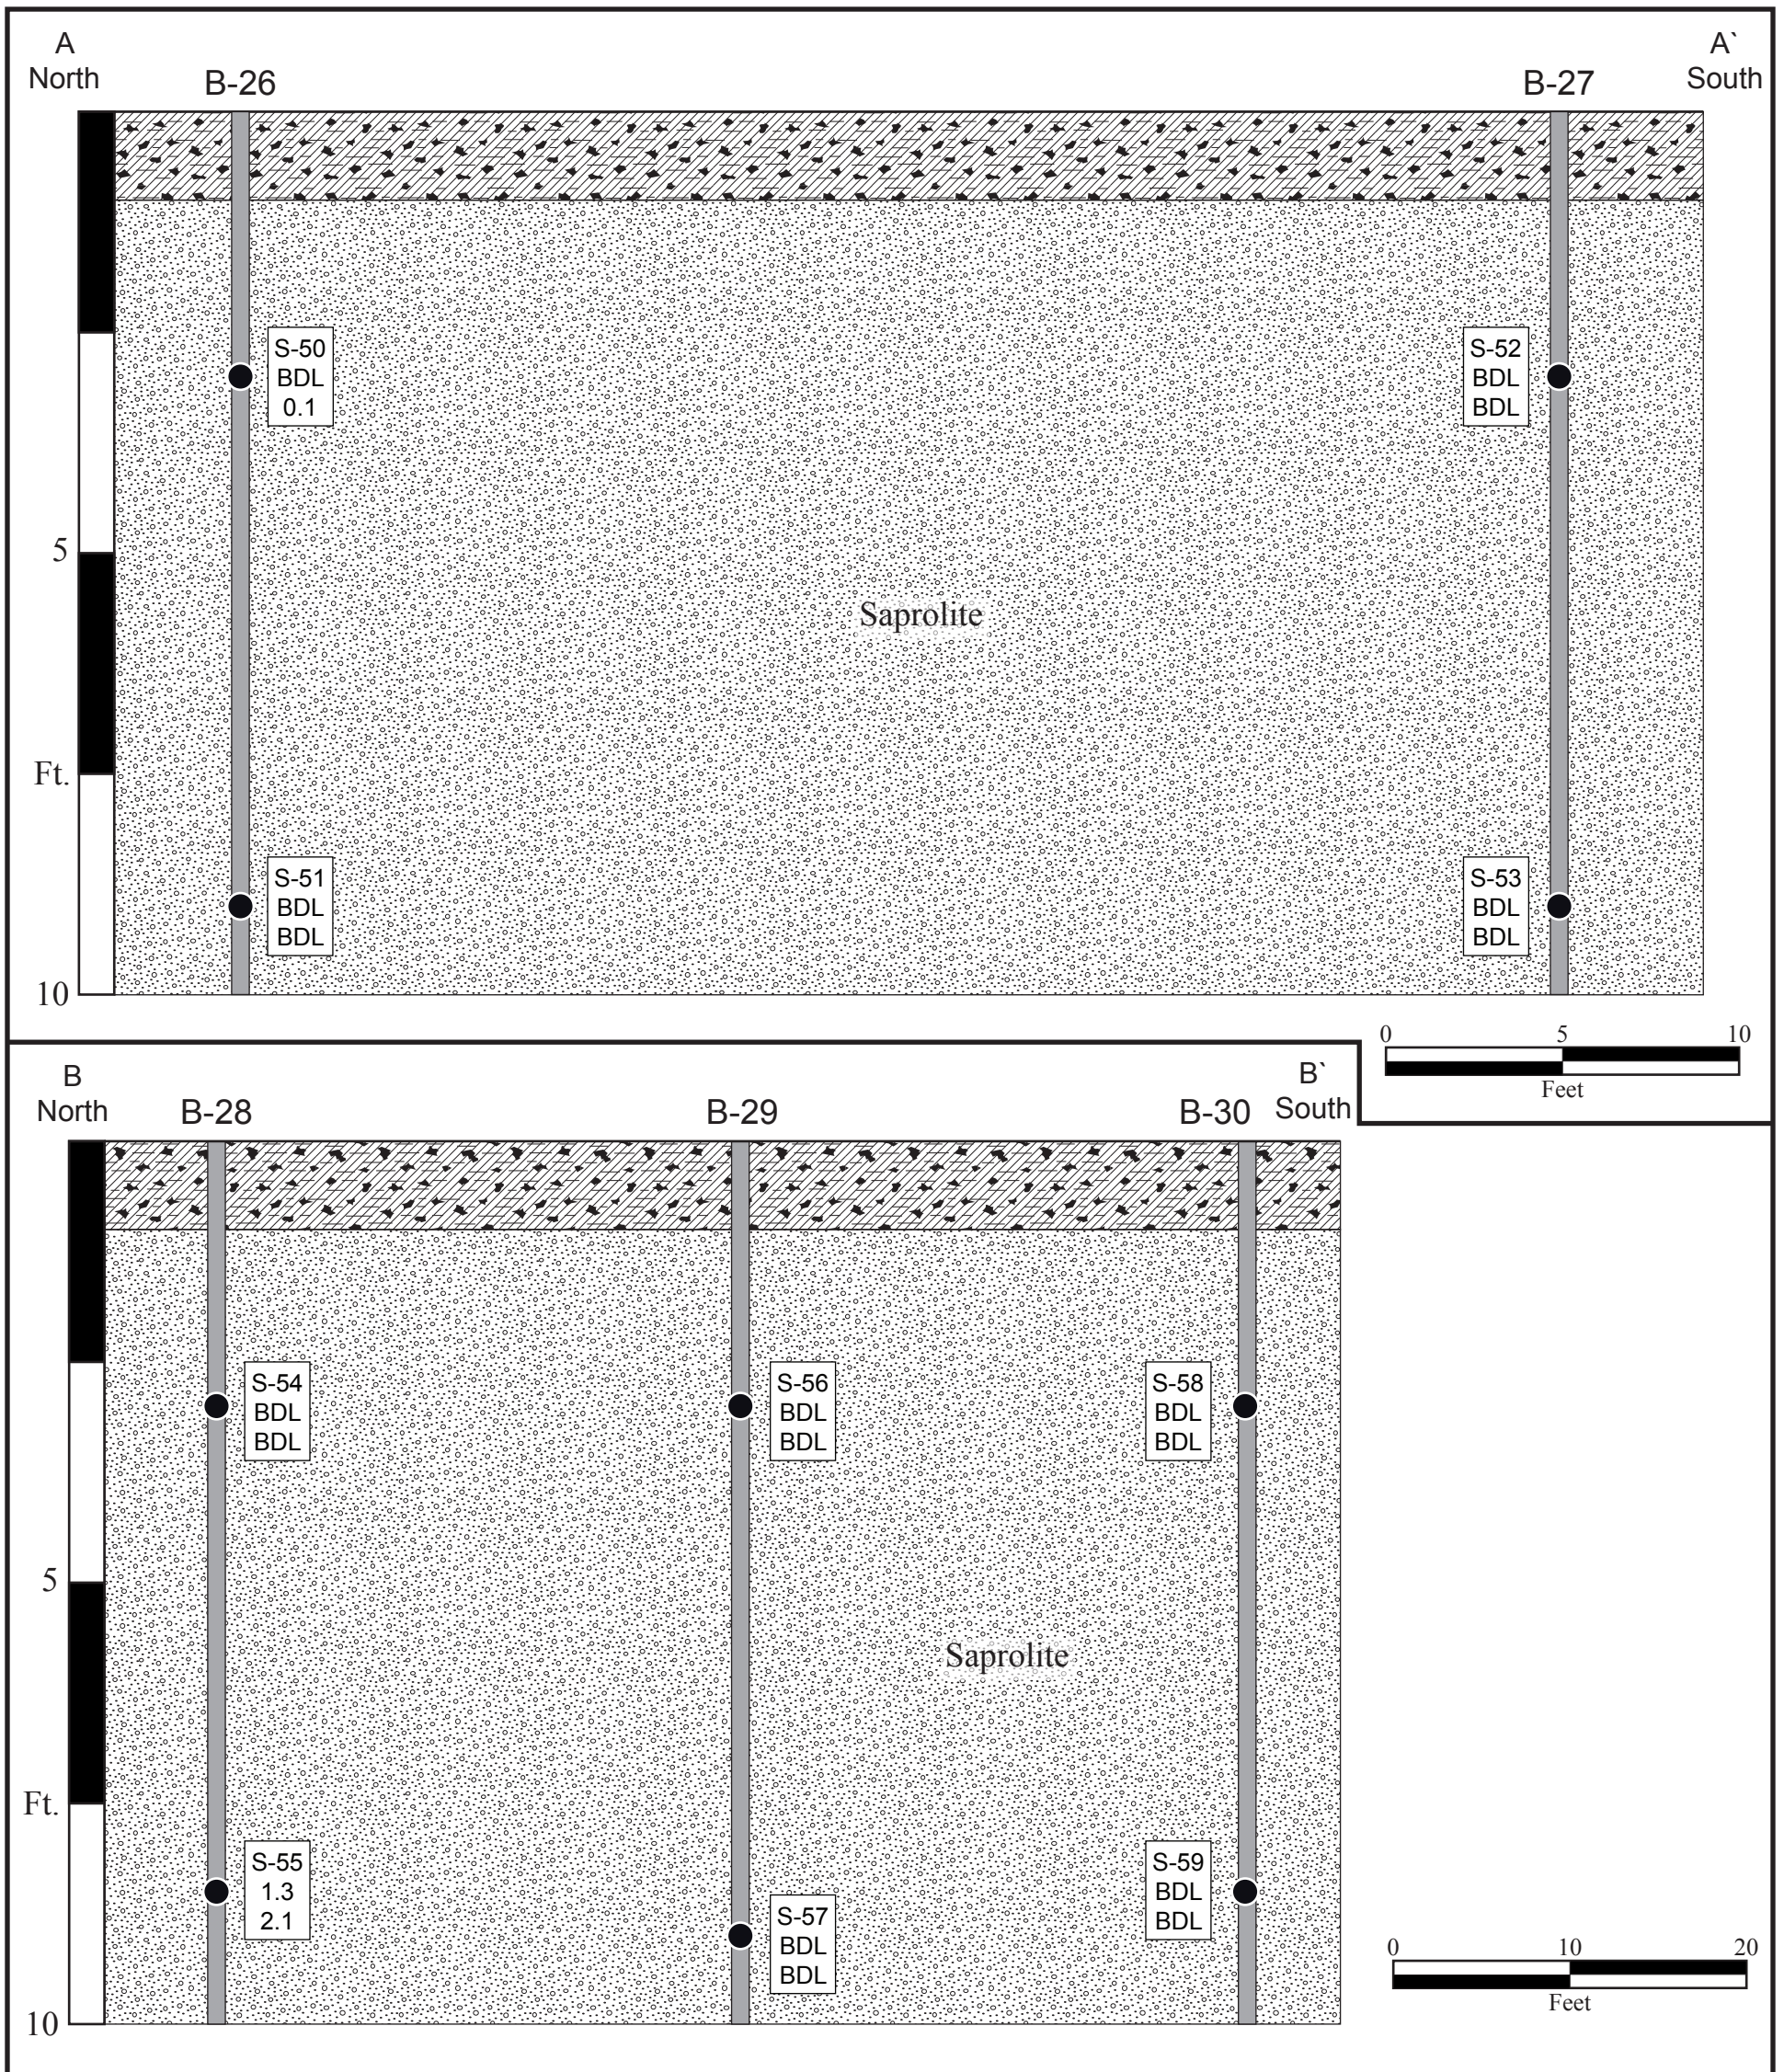 A
North
B-26
B-27
A`
South
S-50
BDL
0.1
S-52
BDL
BDL
5
Saprolite
Ft.
S-51
BDL
BDL
S-53
BDL
BDL
10
0 5 10
Feet
B
North
B-28
B-29
B-30
B`
South
S-54
BDL
BDL
S-56
BDL
BDL
S-58
BDL
BDL
5
Saprolite
Ft.
S-55
1.3
2.1
S-57
BDL
BDL
S-59
BDL
BDL
10
0 10 20
Feet